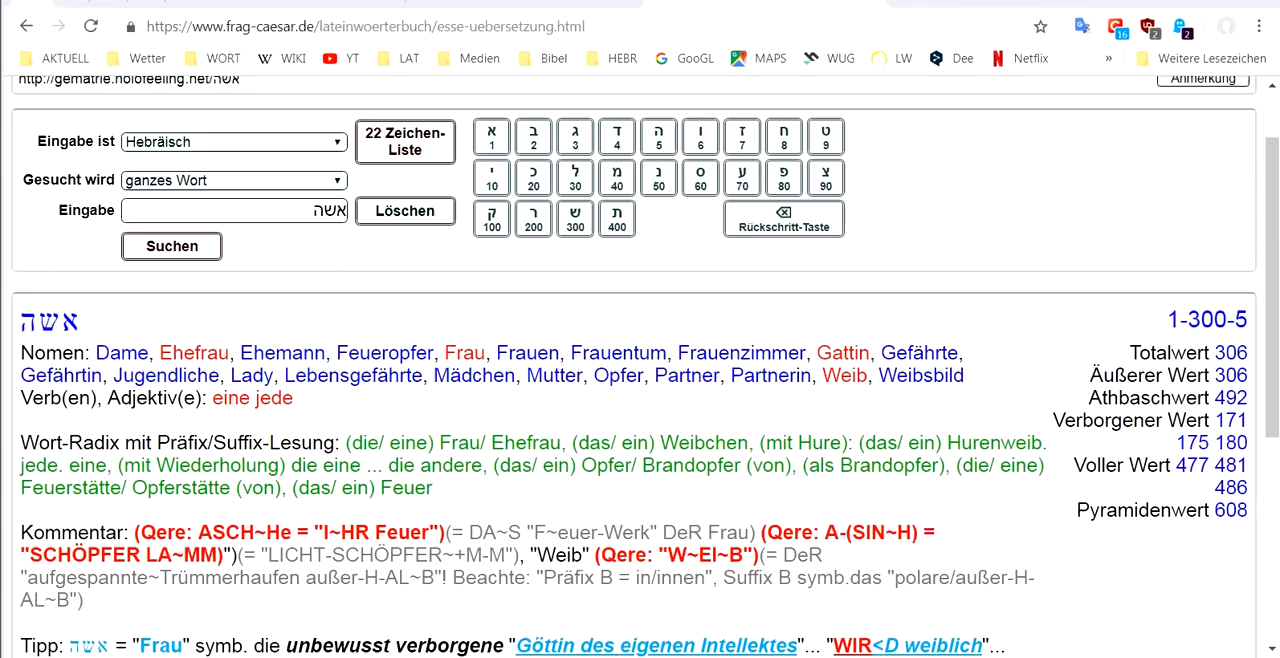 https://www.frag-caesar.de/lateinwoerterbuch/esse-uebersetzung.html
16 2 2
AKTUELL Wetter WORT WIKI YT LAT Medien Bibel HEBR GooGL MAPS WUG LW Dee Netflix » Weitere Lesezeichen
http://gematrie.holofeeling.net/אשה Anmerkung
Eingabe ist Hebräisch 22 Zeichen-Liste
Gesucht wird ganzes Wort
Eingabe אשה Löschen
Suchen
א ב ג ד ה ו ז ח ט
1 2 3 4 5 6 7 8 9
י כ ל מ נ ס ע פ צ
10 20 30 40 50 60 70 80 90
ק ר ש ת
100 200 300 400 Rückschritt-Taste
אשה 1-300-5
Nomen: Dame, Ehefrau, Ehemann, Feueropfer, Frau, Frauen, Frauentum, Frauenzimmer, Gattin, Gefährte,
Gefährtin, Jugendliche, Lady, Lebensgefährte, Mädchen, Mutter, Opfer, Partner, Partnerin, Weib, Weibsbild
Verb(en), Adjektiv(e): eine jede
Totalwert 306
Äußerer Wert 306
Athbaschwert 492
Verborgener Wert 171
175 180
Voller Wert 477 481
486
Pyramidenwert 608
Wort-Radix mit Präfix/Suffix-Lesung: (die/ eine) Frau/ Ehefrau, (das/ ein) Weibchen, (mit Hure): (das/ ein) Hurenweib.
jede. eine, (mit Wiederholung) die eine ... die andere, (das/ ein) Opfer/ Brandopfer (von), (als Brandopfer), (die/ eine)
Feuerstätte/ Opferstätte (von), (das/ ein) Feuer
Kommentar: (Qere: ASCH~He = "I~HR Feuer")(= DA~S "F~euer-Werk" DeR Frau) (Qere: A-(SIN~H) =
"SCHÖPFER LA~MM)")(= "LICHT-SCHÖPFER~+M-M"), "Weib" (Qere: "W~EI~B")(= DeR
"aufgespannte~Trümmerhaufen außer-H-AL~B"! Beachte: "Präfix B = in/innen", Suffix B symb.das "polare/außer-H-
AL~B")
Tipp: אשה = "Frau" symb. die unbewusst verborgene "Göttin des eigenen Intellektes"... "WIR<D weiblich"...